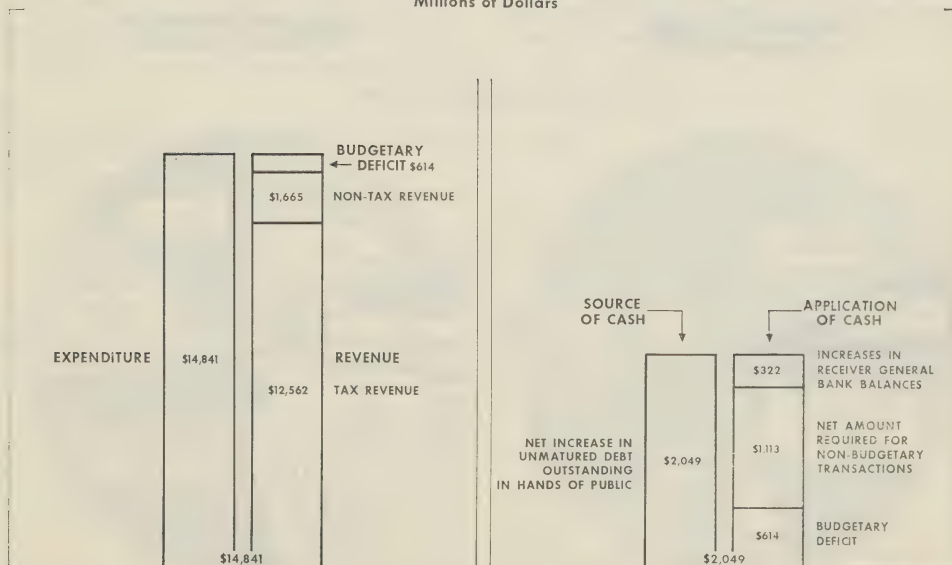 Millions of Dollars
BUDGETARY
DEFICIT $614
$1,665
NON-TAX REVENUE
EXPENDITURE
$14,841
REVENUE
$12,562
TAX REVENUE
$14,841
SOURCE
OF CASH
APPLICATION
OF CASH
NET INCREASE IN
UNMATURED DEBT
OUTSTANDING
IN HANDS OF PUBLIC
$2,049
$322
INCREASES IN
RECEIVER GENERAL
BANK BALANCES
$1,113
NET AMOUNT
REQUIRED FOR
NON-BUDGETARY
TRANSACTIONS
$614
BUDGETARY
DEFICIT
$2,049